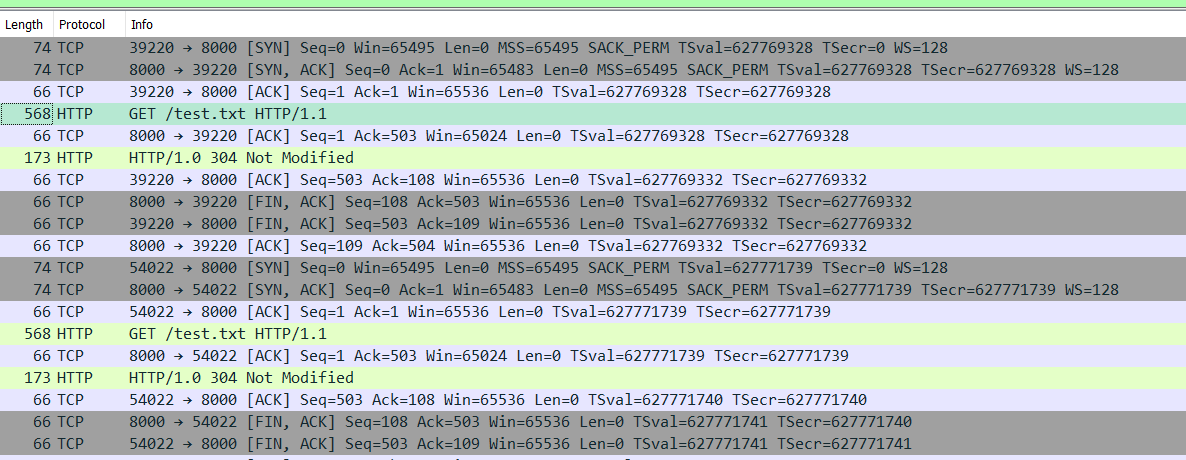 Length Protocol Info
74 TCP 39220 → 8000 [SYN] Seq=0 Win=65495 Len=0 MSS=65495 SACK_PERM TSval=627769328 TSecr=0 WS=128
74 TCP 8000 → 39220 [SYN, ACK] Seq=0 Ack=1 Win=65483 Len=0 MSS=65495 SACK_PERM TSval=627769328 TSecr=627769328 WS=128
66 TCP 39220 → 8000 [ACK] Seq=1 Ack=1 Win=65536 Len=0 TSval=627769328 TSecr=627769328
568 HTTP GET /test.txt HTTP/1.1
66 TCP 8000 → 39220 [ACK] Seq=1 Ack=503 Win=65024 Len=0 TSval=627769328 TSecr=627769328
173 HTTP HTTP/1.0 304 Not Modified
66 TCP 39220 → 8000 [ACK] Seq=503 Ack=108 Win=65536 Len=0 TSval=627769332 TSecr=627769332
66 TCP 8000 → 39220 [FIN, ACK] Seq=108 Ack=503 Win=65536 Len=0 TSval=627769332 TSecr=627769332
66 TCP 39220 → 8000 [FIN, ACK] Seq=503 Ack=109 Win=65536 Len=0 TSval=627769332 TSecr=627769332
66 TCP 8000 → 39220 [ACK] Seq=109 Ack=504 Win=65536 Len=0 TSval=627769332 TSecr=627769332
74 TCP 54022 → 8000 [SYN] Seq=0 Win=65495 Len=0 MSS=65495 SACK_PERM TSval=627771739 TSecr=0 WS=128
74 TCP 8000 → 54022 [SYN, ACK] Seq=0 Ack=1 Win=65483 Len=0 MSS=65495 SACK_PERM TSval=627771739 TSecr=627771739 WS=128
66 TCP 54022 → 8000 [ACK] Seq=1 Ack=1 Win=65536 Len=0 TSval=627771739 TSecr=627771739
568 HTTP GET /test.txt HTTP/1.1
66 TCP 8000 → 54022 [ACK] Seq=1 Ack=503 Win=65024 Len=0 TSval=627771739 TSecr=627771739
173 HTTP HTTP/1.0 304 Not Modified
66 TCP 54022 → 8000 [ACK] Seq=503 Ack=108 Win=65536 Len=0 TSval=627771740 TSecr=627771740
66 TCP 8000 → 54022 [FIN, ACK] Seq=108 Ack=503 Win=65536 Len=0 TSval=627771741 TSecr=627771740
66 TCP 54022 → 8000 [FIN, ACK] Seq=503 Ack=109 Win=65536 Len=0 TSval=627771741 TSecr=627771741